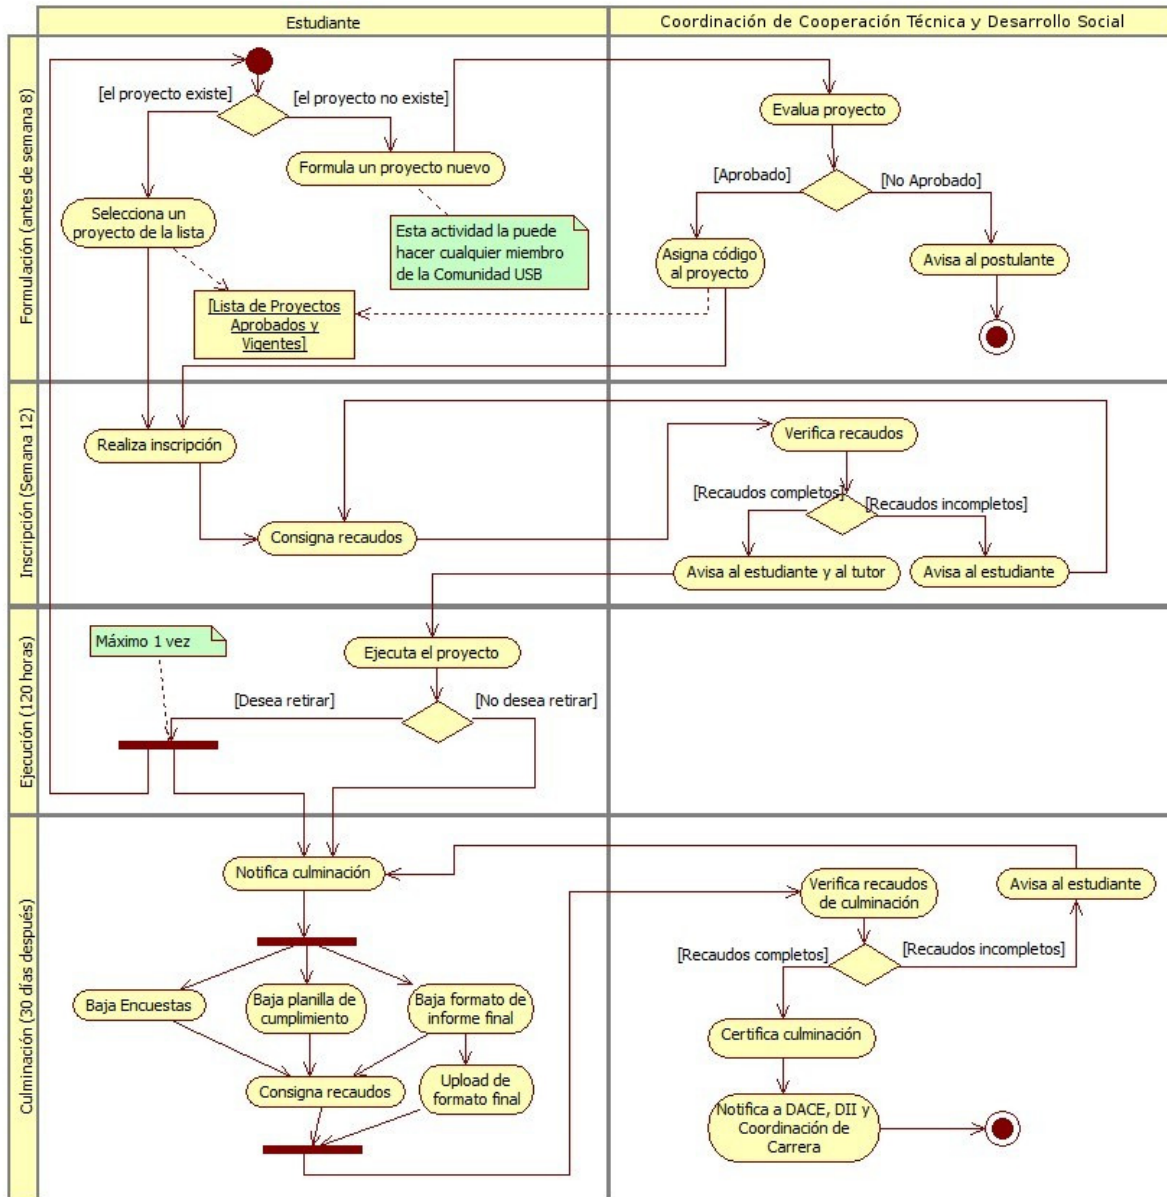 Estudiante
Coordinación de Cooperación Técnica y Desarrollo Social
Formulación (antes de semana 8)
[el proyecto existe]
[el proyecto no existe]
Formula un proyecto nuevo
Selecciona un
proyecto de la lista
Esta actividad la puede
hacer cualquier miembro
de la Comunidad USB
[Lista de Proyectos
Aprobados y
Vigentes]
Evalua proyecto
[Aprobado]
[No Aprobado]
Asigna código
al proyecto
Avisa al postulante
Inscripción (Semana 12)
Realiza inscripción
Consigna recaudos
Verifica recaudos
[Recaudos completos]
[Recaudos incompletos]
Avisa al estudiante y al tutor
Avisa al estudiante
Ejecución (120 horas)
Máximo 1 vez
Ejecuta el proyecto
[Desea retirar]
[No desea retirar]
Culminación (30 días después)
Notifica culminación
Baja Encuestas
Baja planilla de
cumplimiento
Baja formato de
informe final
Consigna recaudos
Upload de
formato final
Verifica recaudos
de culminación
Avisa al estudiante
[Recaudos completos]
[Recaudos incompletos]
Certifica culminación
Notifica a DACE, DII y
Coordinación de
Carrera